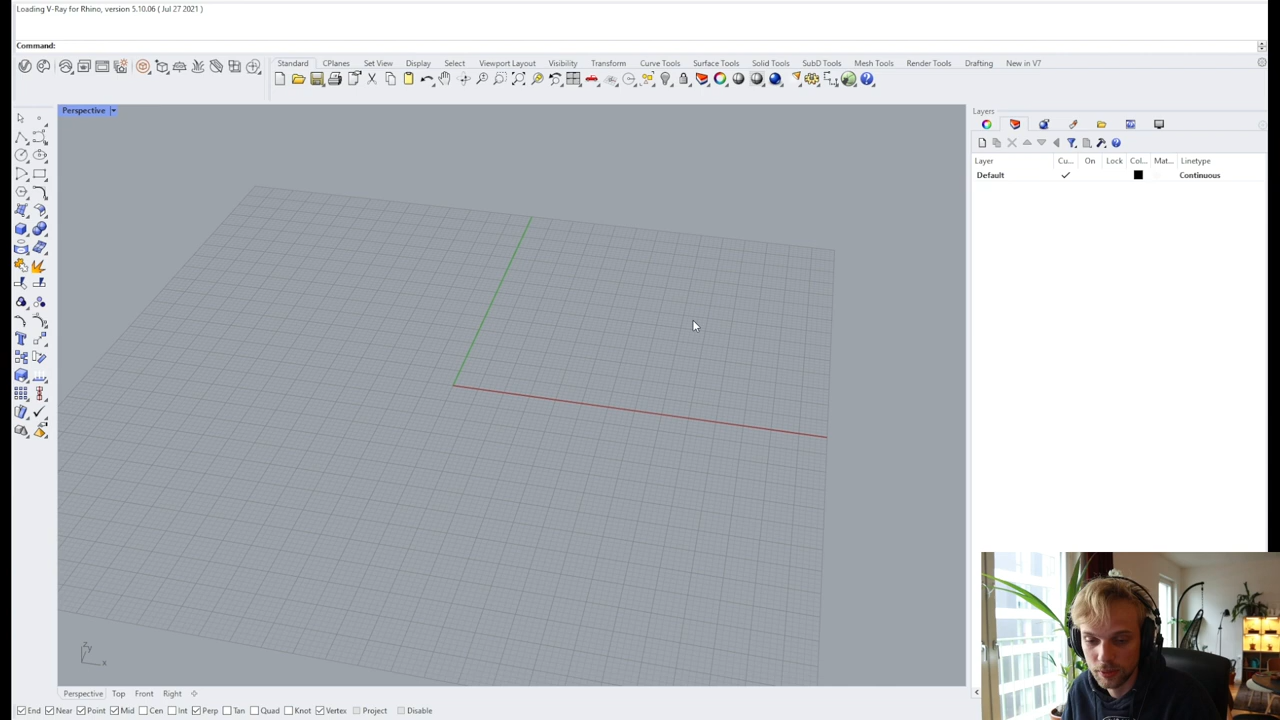 Loading V-Ray for Rhino, version 5.10.06 ( Jul 27 2021 )
Command:
Standard CPlanes Set View Display Select Viewport Layout Visibility Transform Curve Tools Surface Tools Solid Tools SubD Tools Mesh Tools Render Tools Drafting New in V7
Perspective
Layers
Layer Cu... On Lock Col... Mat... Linetype
Default Continuous
z y
x
Perspective Top Front Right
End Near Point Mid Cen Int Perp Tan Quad Knot Vertex Project Disable